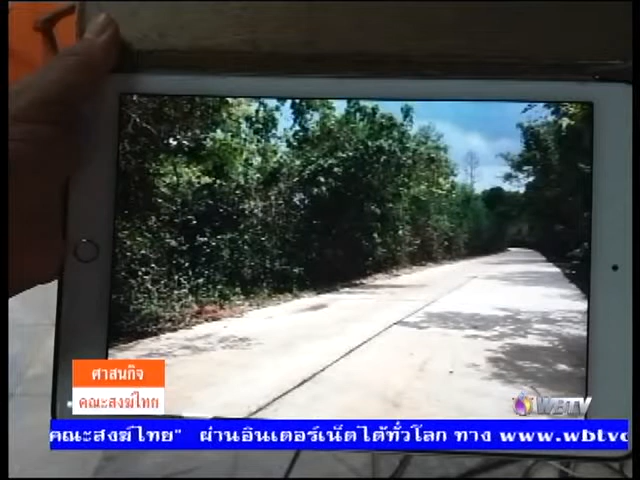 ศาสนกิจ
คณะสงฆ์ไทย
WBTV
คณะสงฆ์ไทย" ผ่านอินเตอร์เน็ตได้ทั่วโลก ทาง www.wbtv